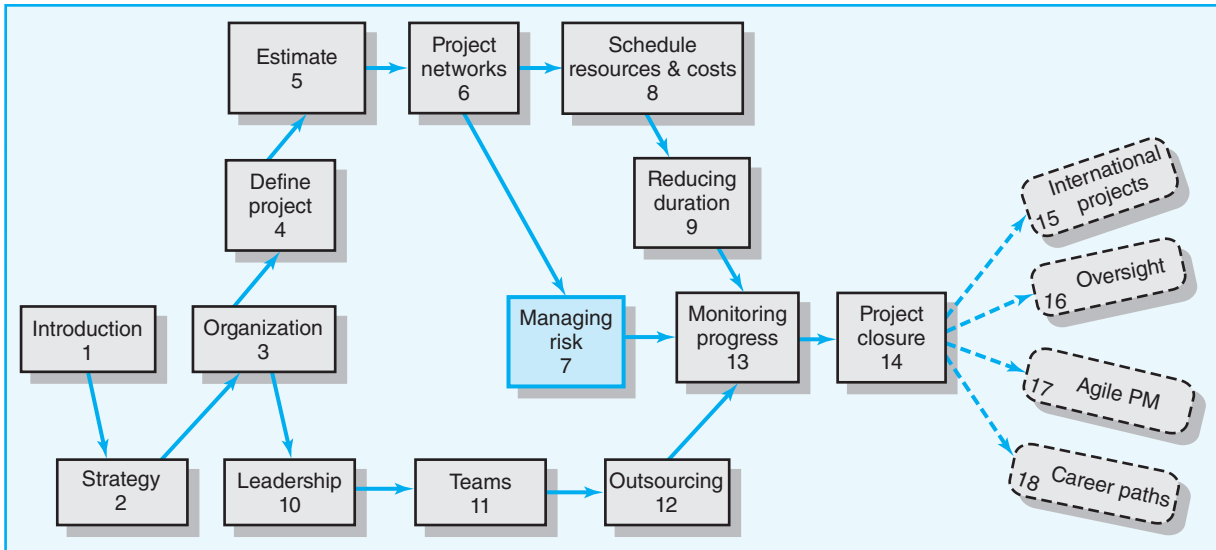 Estimate
5
Project
networks
6
Schedule
resources & costs
8
Define
project
4
Reducing
duration
9
International
projects
15
Oversight
16
Introduction
1
Organization
3
Managing
risk
7
Monitoring
progress
13
Project
closure
14
Agile PM
17
Strategy
2
Leadership
10
Teams
11
Outsourcing
12
Career paths
18